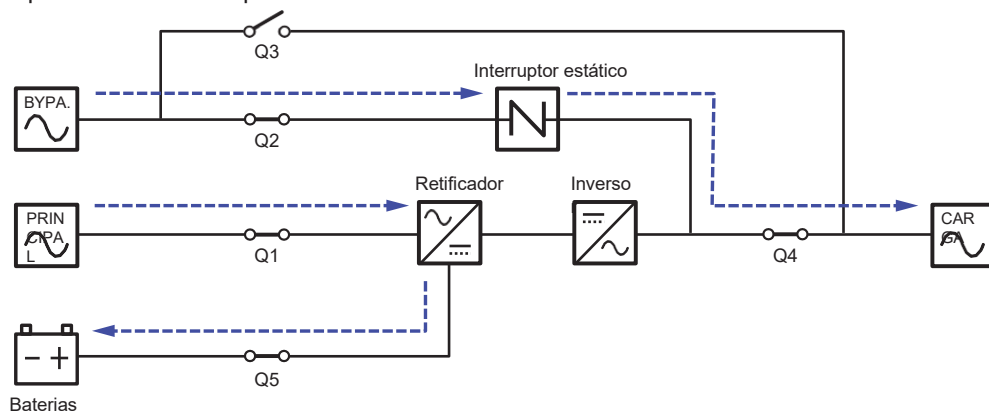 Q3
Interruptor estático
BYPA.
Q2
Retificador
Inverso
PRIN
CIPA
L
Q1
Q4
CAR
GA
Q5
Baterias